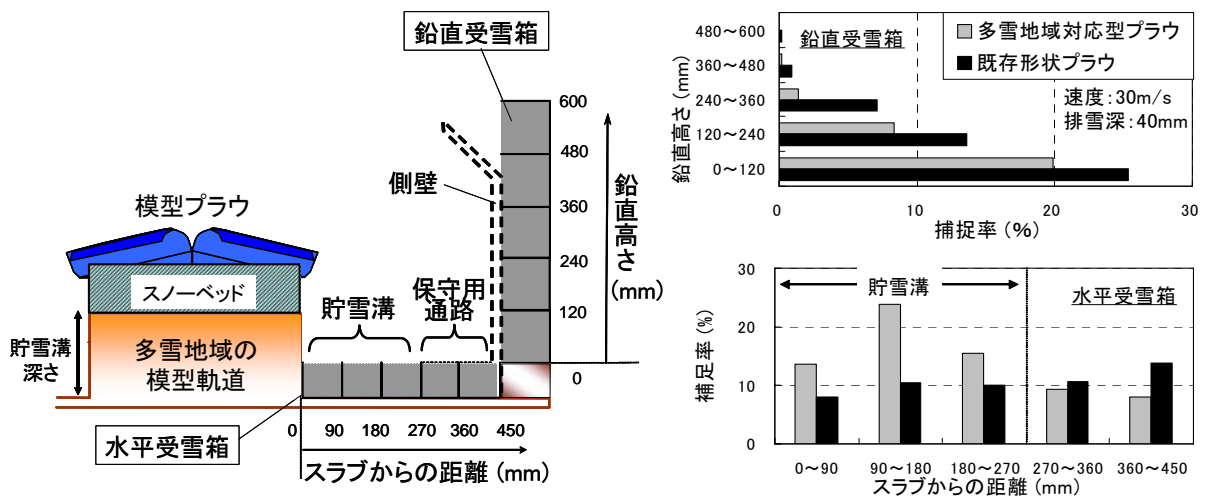 鉛直受雪箱
600
480
360
240
120
0
鉛直高さ
(mm)
側壁
模型プラウ
スノーベッド
貯雪溝
深さ
多雪地域の
模型軌道
貯雪溝
保守用
通路
水平受雪箱
0 90 180 270 360 450
スラブからの距離 (mm)
鉛直高さ (mm)
480～600
360～480
240～360
120～240
0～120
鉛直受雪箱
多雪地域対応型プラウ
既存形状プラウ
速度:30m/s
排雪深:40mm
0 10 20 30
捕捉率 (%)
補足率 (%)
30
20
10
0
貯雪溝
水平受雪箱
0～90 90～180 180～270 270～360 360～450
スラブからの距離 (mm)